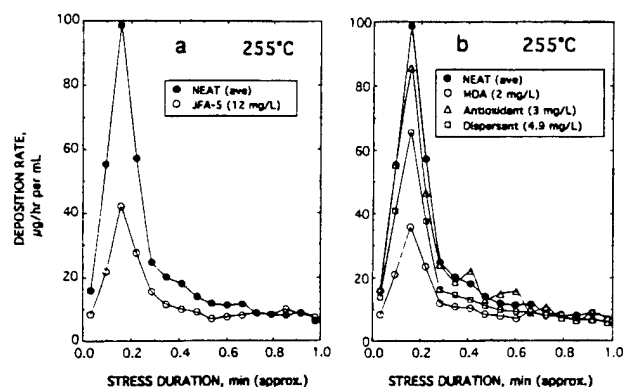 a 255°C
NEAT (ave)
JFA-5 (12 mg/L)
DEPOSITION RATE,
µg/hr per mL
100
80
60
40
20
0
0.0 0.2 0.4 0.6 0.8 1.0
STRESS DURATION, min (approx.)
b 255°C
NEAT (ave)
MDA (2 mg/L)
Antioxidant (3 mg/L)
Dispersant (4.9 mg/L)
100
80
60
40
20
0
0.0 0.2 0.4 0.6 0.8 1.0
STRESS DURATION, min (approx.)